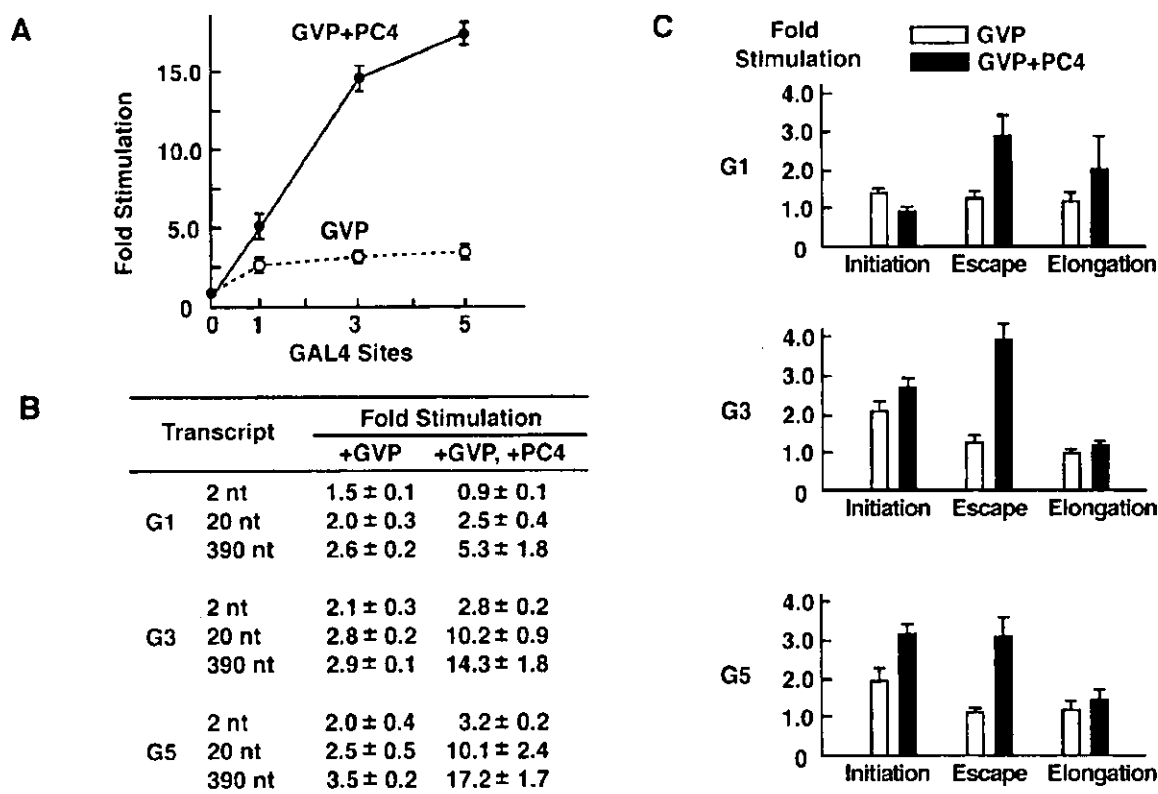 A
Fold Stimulation
15.0
10.0
5.0
0
GVP+PC4
GVP
0 1 3 5
GAL4 Sites
B
Transcript Fold Stimulation
+GVP +GVP, +PC4
2 nt 1.5 ± 0.1 0.9 ± 0.1
G1 20 nt 2.0 ± 0.3 2.5 ± 0.4
390 nt 2.6 ± 0.2 5.3 ± 1.8
2 nt 2.1 ± 0.3 2.8 ± 0.2
G3 20 nt 2.8 ± 0.2 10.2 ± 0.9
390 nt 2.9 ± 0.1 14.3 ± 1.8
2 nt 2.0 ± 0.4 3.2 ± 0.2
G5 20 nt 2.5 ± 0.5 10.1 ± 2.4
390 nt 3.5 ± 0.2 17.2 ± 1.7
C
Fold
Stimulation
GVP
GVP+PC4
4.0
3.0
G1
2.0
1.0
0
Initiation Escape Elongation
4.0
3.0
G3
2.0
1.0
0
Initiation Escape Elongation
4.0
3.0
G5
2.0
1.0
0
Initiation Escape Elongation